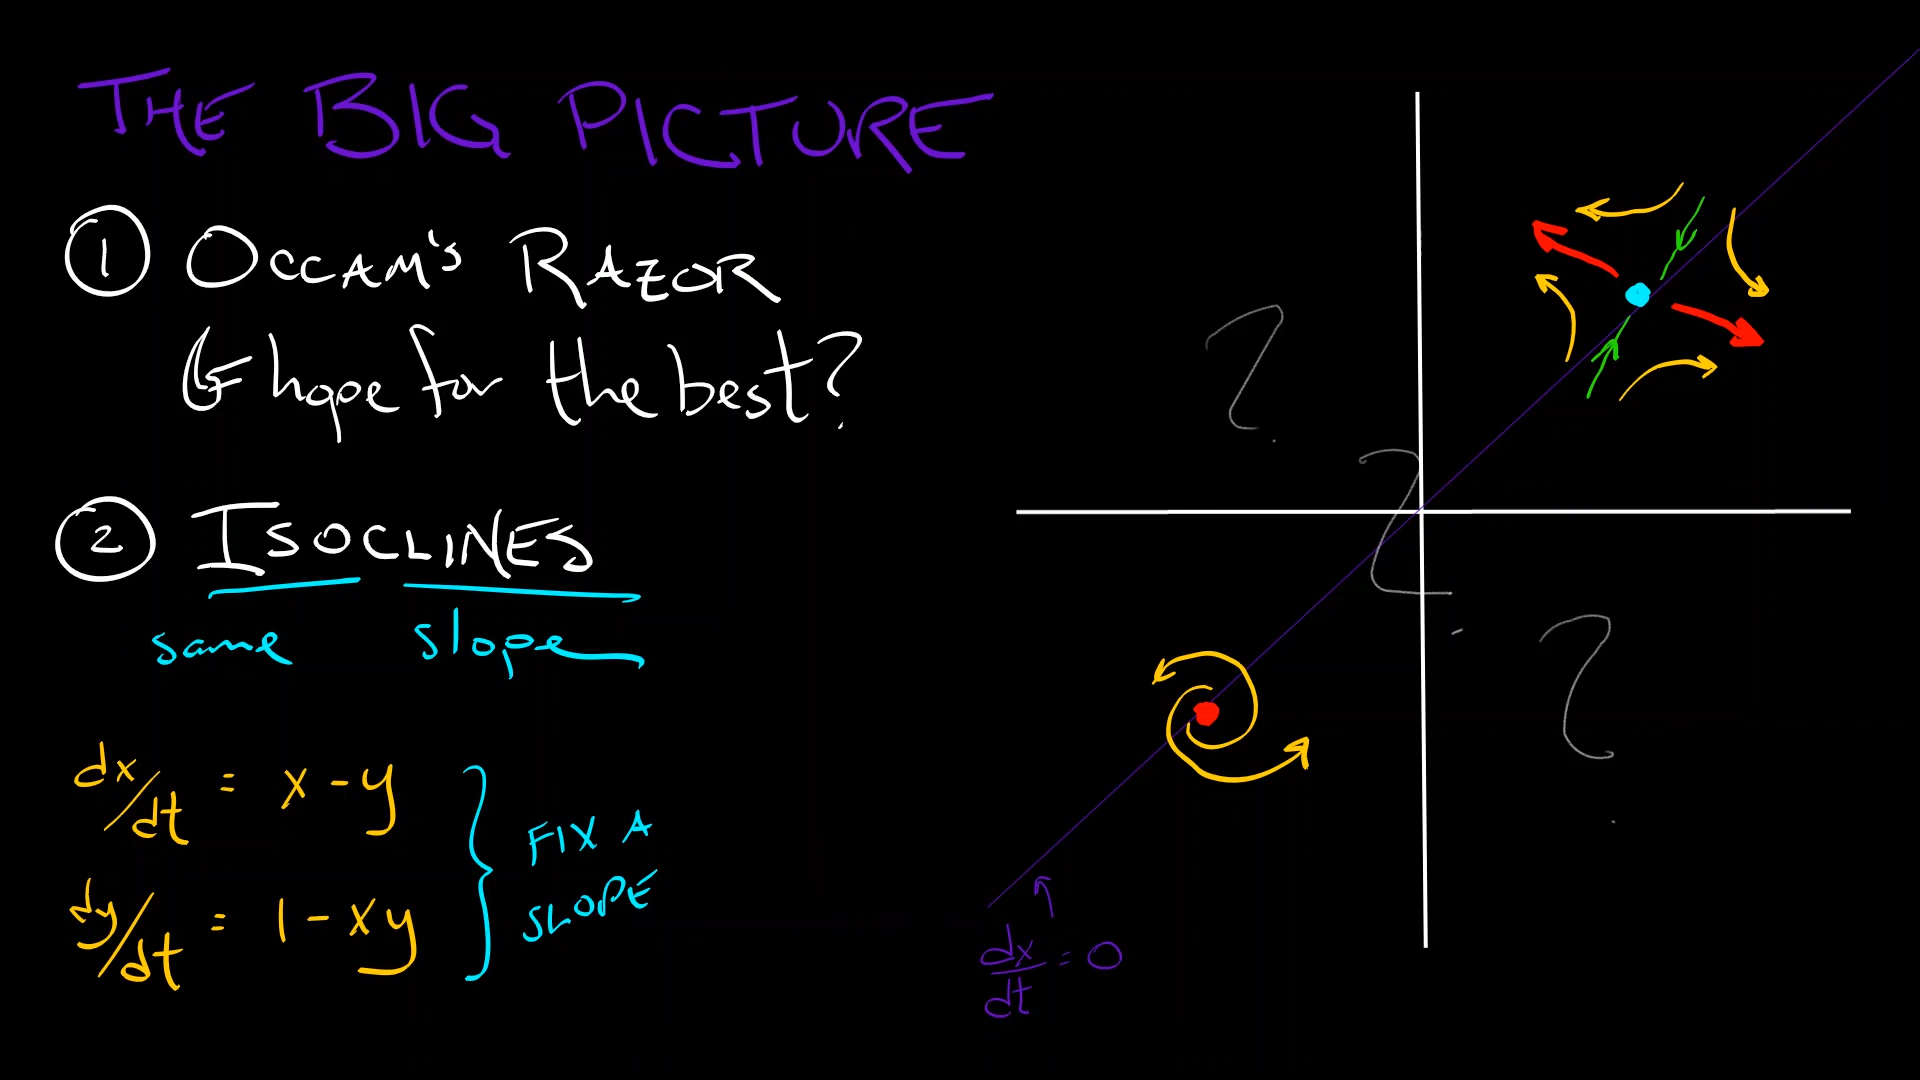 THE BIG PICTURE
① OCCAM's RAZOR
& hope for the best?
② ISOCLINES
same slope
dx/dt = x - y
dy/dt = 1 - xy
FIX A
SLOPE
?
?
?
dx/dt = 0